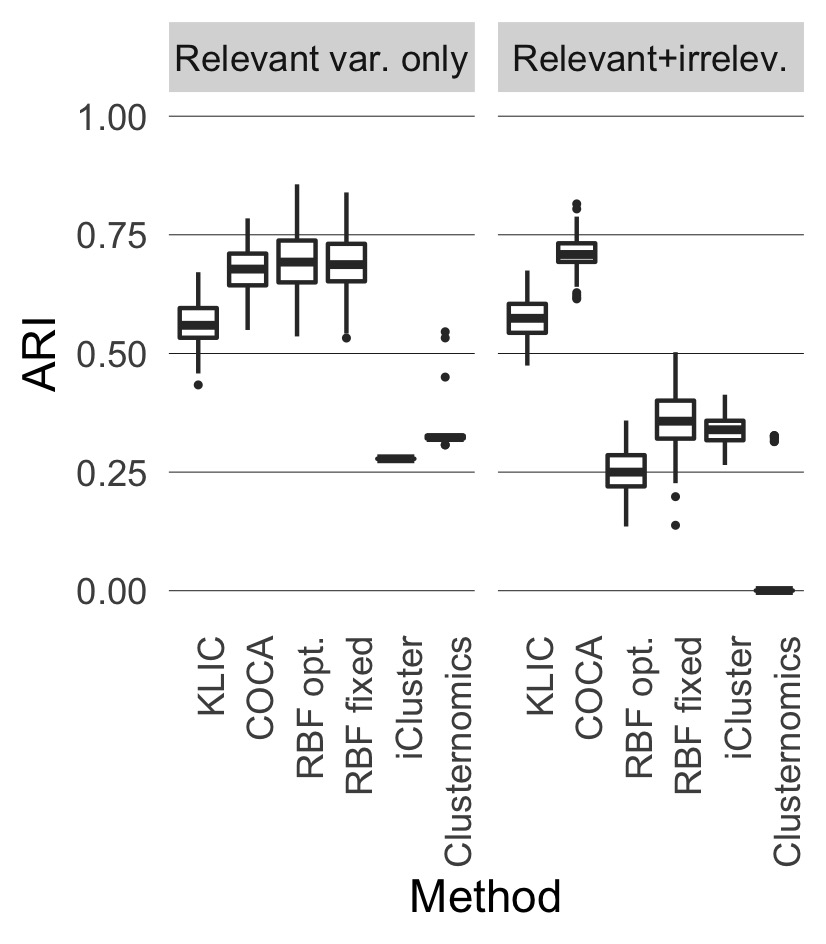 Relevant var. only
Relevant+irrelev.
1.00
0.75
0.50
0.25
0.00
ARI
KLIC
COCA
RBF opt.
RBF fixed
iCluster
Clusternomics
KLIC
COCA
RBF opt.
RBF fixed
iCluster
Clusternomics
Method